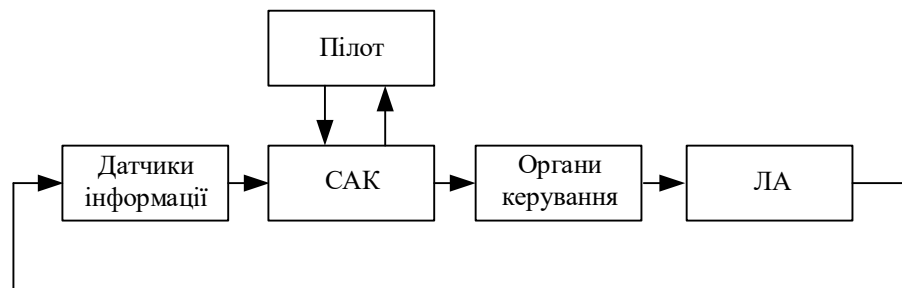 Пілот
Датчики
інформації
САК
Органи
керування
ЛА